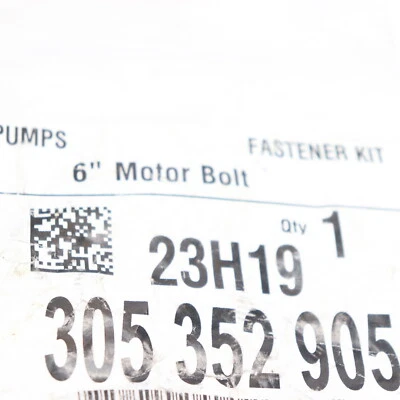 PUMPS FASTENER KIT
6" Motor Bolt
Qty 1
23H19
305 352 905